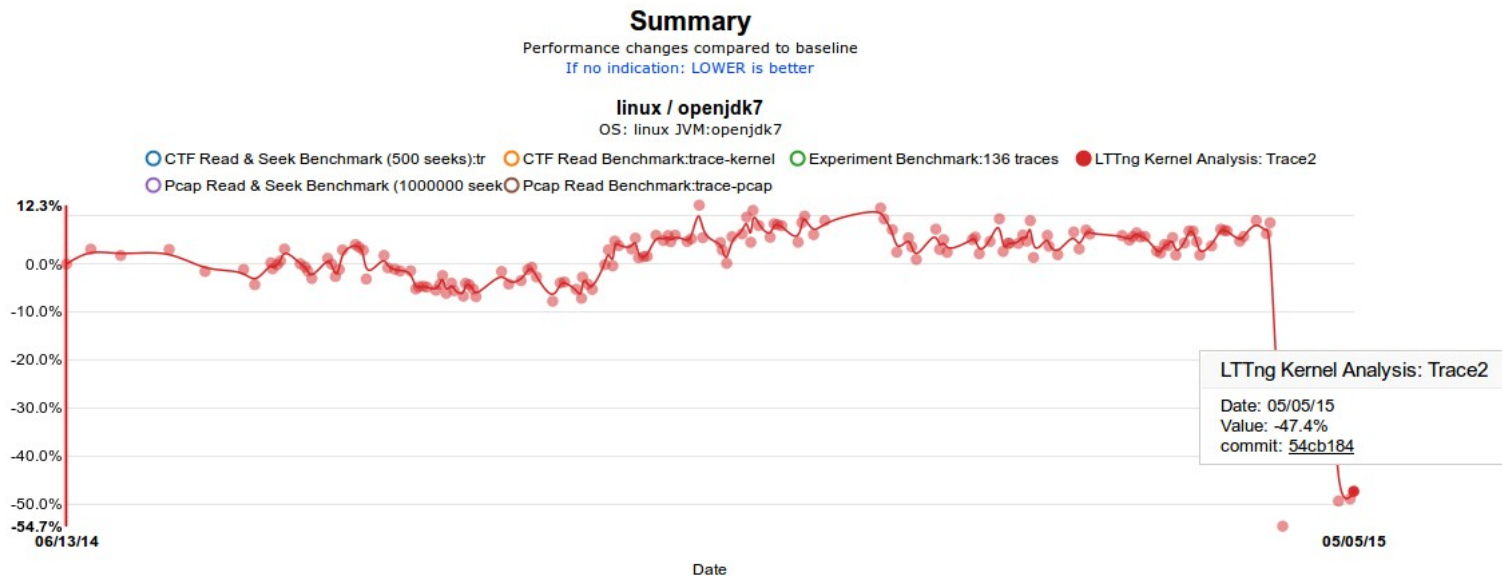 Summary
Performance changes compared to baseline
If no indication: LOWER is better
linux / openjdk7
OS: linux JVM:openjdk7
CTF Read & Seek Benchmark (500 seeks):tr CTF Read Benchmark:trace-kernel Experiment Benchmark:136 traces LTTng Kernel Analysis: Trace2
Pcap Read & Seek Benchmark (1000000 seek Pcap Read Benchmark:trace-pcap
12.3%
0.0%
-10.0%
-20.0%
-30.0%
-40.0%
-50.0%
-54.7%
LTTng Kernel Analysis: Trace2
Date: 05/05/15
Value: -47.4%
commit: 54cb184
06/13/14 05/05/15
Date